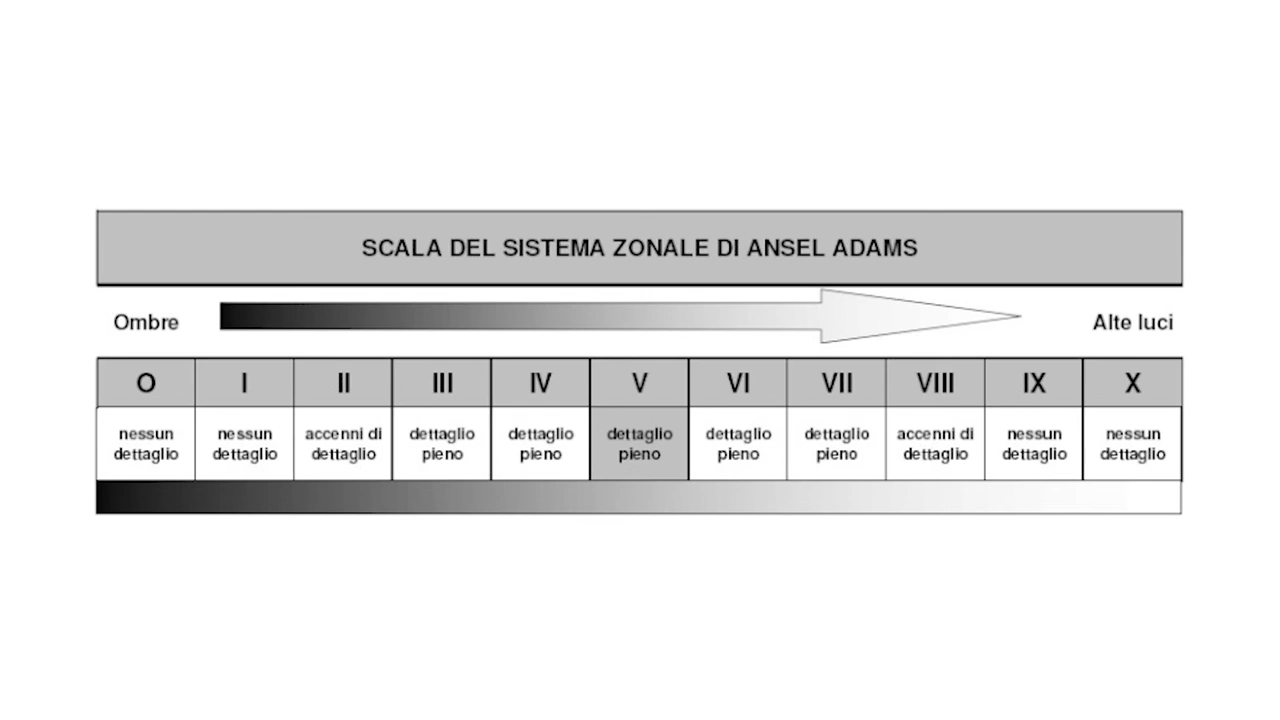 SCALA DEL SISTEMA ZONALE DI ANSEL ADAMS
Ombre
Alte luci
O I II III IV V VI VII VIII IX X
nessun dettaglio
nessun dettaglio
accenni di dettaglio
dettaglio pieno
dettaglio pieno
dettaglio pieno
dettaglio pieno
dettaglio pieno
accenni di dettaglio
nessun dettaglio
nessun dettaglio